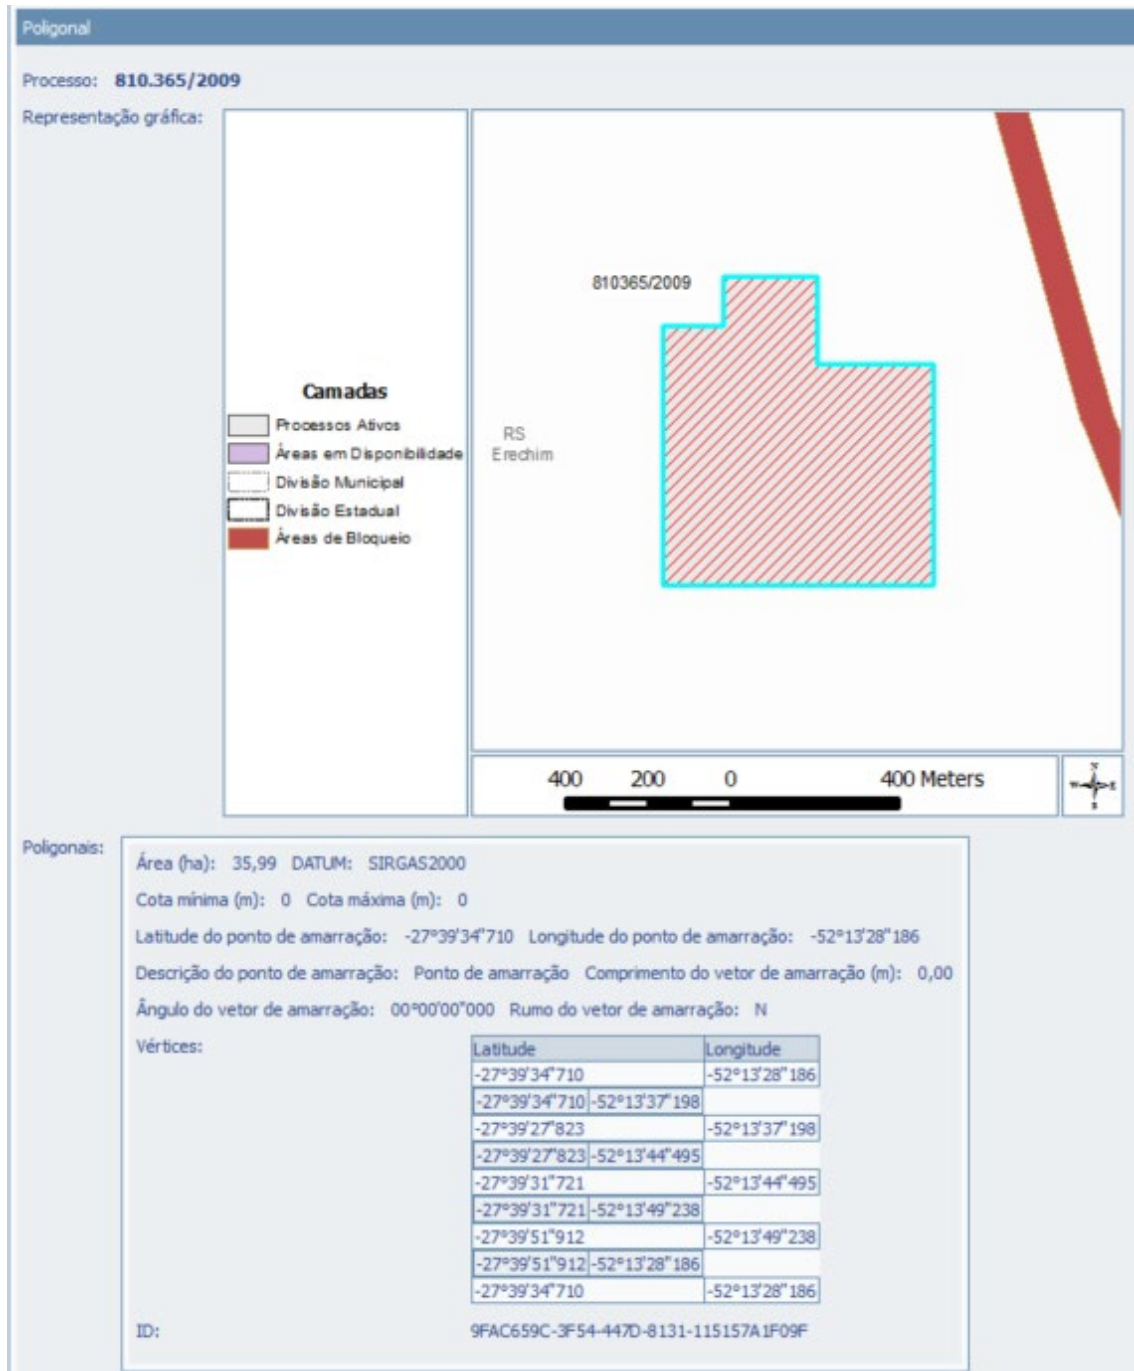 Poligonal
Processo: 810.365/2009
Representação gráfica:
Camadas
Processos Ativos
Áreas em Disponibilidade
Divisão Municipal
Divisão Estadual
Áreas de Bloqueio
810365/2009
RS
Erechim
400 200 0 400 Meters
N
W E
S
Poligonais:
Área (ha): 35,99 DATUM: SIRGAS2000
Cota mínima (m): 0 Cota máxima (m): 0
Latitude do ponto de amarração: -27°39'34"710 Longitude do ponto de amarração: -52°13'28"186
Descrição do ponto de amarração: Ponto de amarração Comprimento do vetor de amarração (m): 0,00
Ângulo do vetor de amarração: 00°00'00"000 Rumo do vetor de amarração: N
Vértices:
Latitude Longitude
-27°39'34"710 -52°13'28"186
-27°39'34"710 -52°13'37"198
-27°39'27"823 -52°13'37"198
-27°39'27"823 -52°13'44"495
-27°39'31"721 -52°13'44"495
-27°39'31"721 -52°13'49"238
-27°39'51"912 -52°13'49"238
-27°39'51"912 -52°13'28"186
-27°39'34"710 -52°13'28"186
ID: 9FAC659C-3F54-447D-8131-115157A1F09F